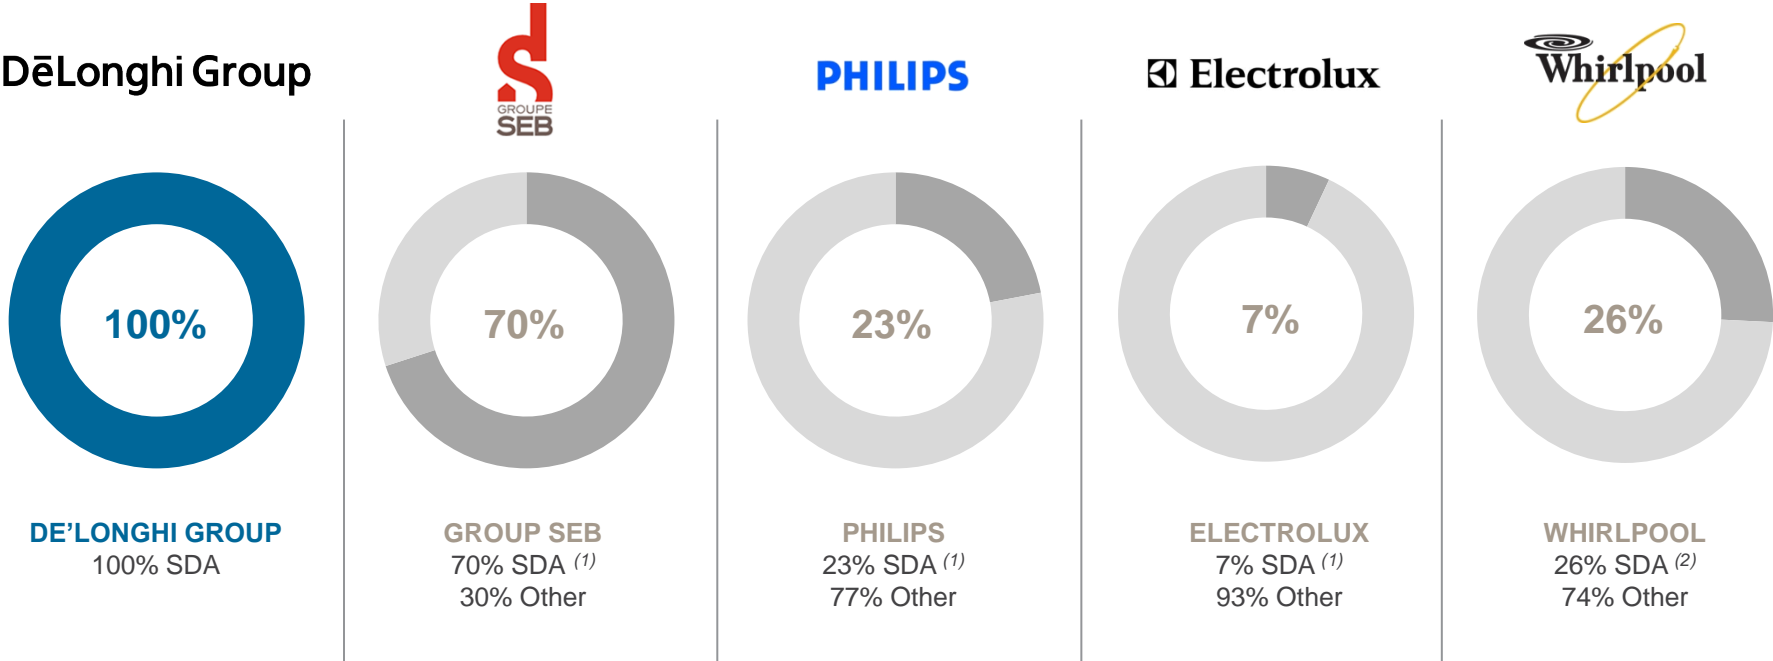 DēLonghi Group
100%
DE’LONGHI GROUP
100% SDA
GROUPE
SEB
70%
GROUP SEB
70% SDA (1)
30% Other
PHILIPS
23%
PHILIPS
23% SDA (1)
77% Other
Electrolux
7%
ELECTROLUX
7% SDA (1)
93% Other
Whirlpool
26%
WHIRLPOOL
26% SDA (2)
74% Other